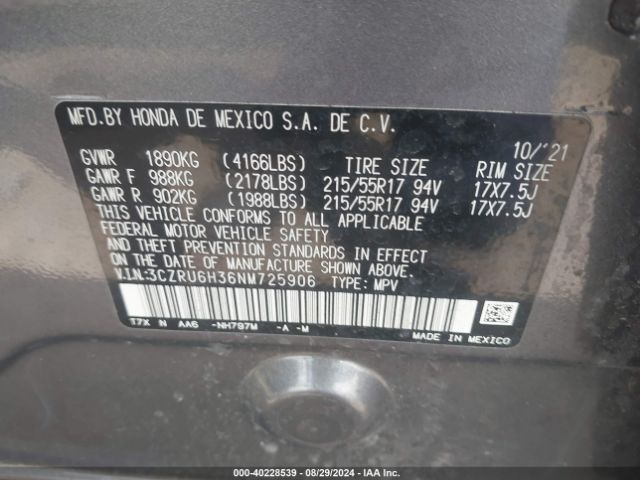 MFD.BY HONDA DE MEXICO S.A. DE C.V.
10/'21
GVWR 1890KG (4166LBS) TIRE SIZE RIM SIZE
GAWR F 988KG (2178LBS) 215/55R17 94V 17X7.5J
GAWR R 902KG (1988LBS) 215/55R17 94V 17X7.5J
THIS VEHICLE CONFORMS TO ALL APPLICABLE
FEDERAL MOTOR VEHICLE SAFETY
AND THEFT PREVENTION STANDARDS IN EFFECT
ON THE DATE OF MANUFACTURE SHOWN ABOVE.
V.I.N:3CZRU6H36NM725906 TYPE: MPV
T7X N AA6 -NH797M -A -M
MADE IN MEXICO
000-40228539 - 08/29/2024 - IAA Inc.